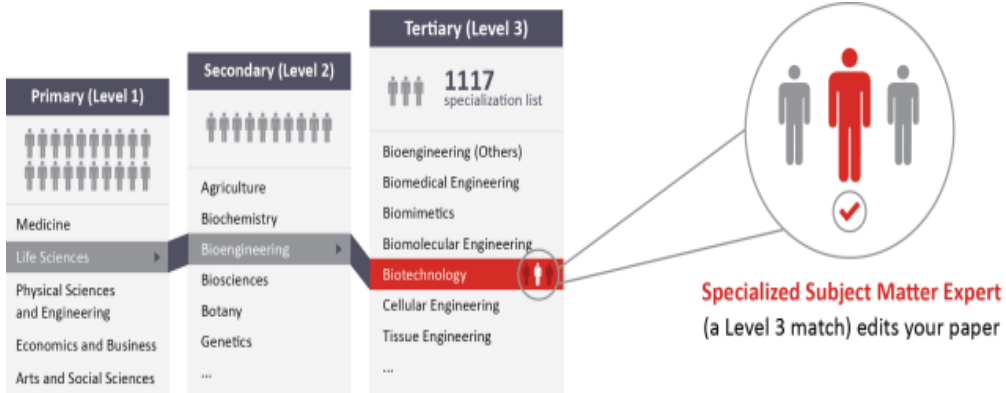 Primary (Level 1)
Medicine
Life Sciences
Physical Sciences
and Engineering
Economics and Business
Arts and Social Sciences
Secondary (Level 2)
Agriculture
Biochemistry
Bioengineering
Biosciences
Botany
Genetics
...
Tertiary (Level 3)
1117
specialization list
Bioengineering (Others)
Biomedical Engineering
Biomimetics
Biomolecular Engineering
Biotechnology
Cellular Engineering
Tissue Engineering
...
Specialized Subject Matter Expert
(a Level 3 match) edits your paper